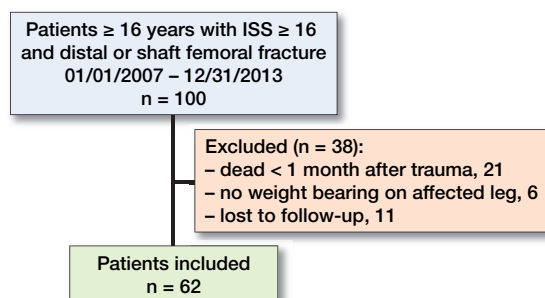 Patients ≥ 16 years with ISS ≥ 16
and distal or shaft femoral fracture
01/01/2007 – 12/31/2013
n = 100
Excluded (n = 38):
– dead < 1 month after trauma, 21
– no weight bearing on affected leg, 6
– lost to follow-up, 11
Patients included
n = 62